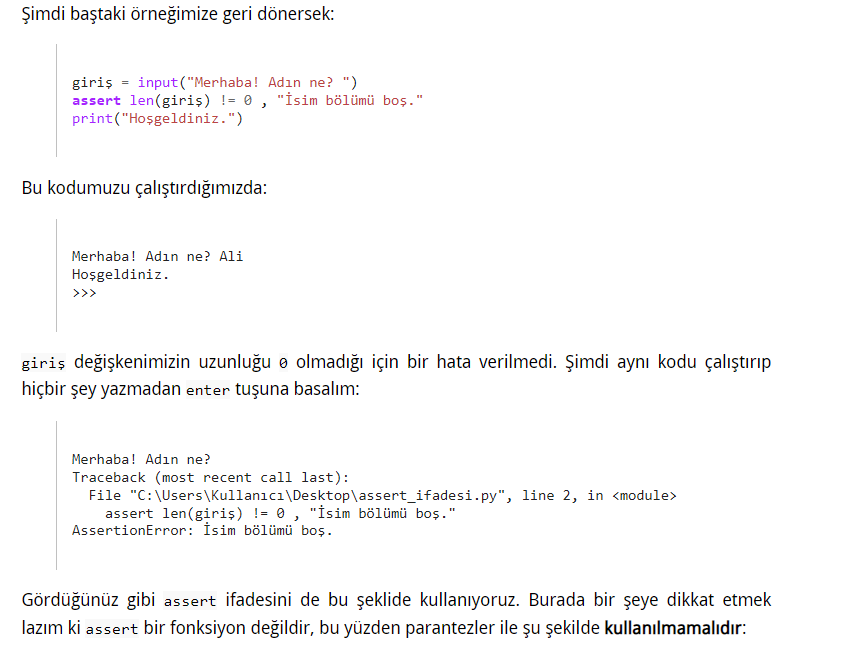 Şimdi baştaki örneğimize geri dönersek:
giriş = input("Merhaba! Adın ne? ")
assert len(giriş) != 0 , "İsim bölümü boş."
print("Hoşgeldiniz.")
Bu kodumuzu çalıştırdığımızda:
Merhaba! Adın ne? Ali
Hoşgeldiniz.
>>>
giriş değişkenimizin uzunluğu 0 olmadığı için bir hata verilmedi. Şimdi aynı kodu çalıştırıp
hiçbir şey yazmadan enter tuşuna basalım:
Merhaba! Adın ne?
Traceback (most recent call last):
  File "C:\Users\Kullanıcı\Desktop\assert_ifadesi.py", line 2, in <module>
    assert len(giriş) != 0 , "İsim bölümü boş."
AssertionError: İsim bölümü boş.
Gördüğünüz gibi assert ifadesini de bu şeklide kullanıyoruz. Burada bir şeye dikkat etmek
lazım ki assert bir fonksiyon değildir, bu yüzden parantezler ile şu şekilde kullanılmamalıdır: